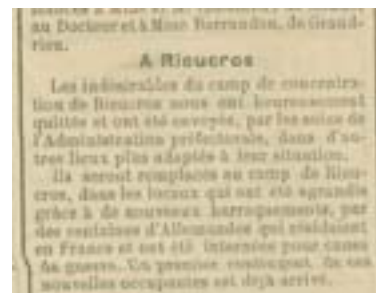 au Docteur et à Mme Barrandon, de Grand-
rieu.
A Rieucros
Les indésirables du camp de concentra-
tion de Rieucros nous ont heureusement
quittés et ont été envoyés, par les soins de
l'Administration préfectorale, dans d'au-
tres lieux plus adaptés à leur situation.
Ils seront remplacés au camp de Rieu-
cros, dans les locaux qui ont été agrandis
grâce à de nouveaux barraquements, par
des centaines d'Allemandes qui résidaient
en France et ont été internées pour cause
de guerre. Un premier contingent de ces
nouvelles occupantes est déjà arrivé.